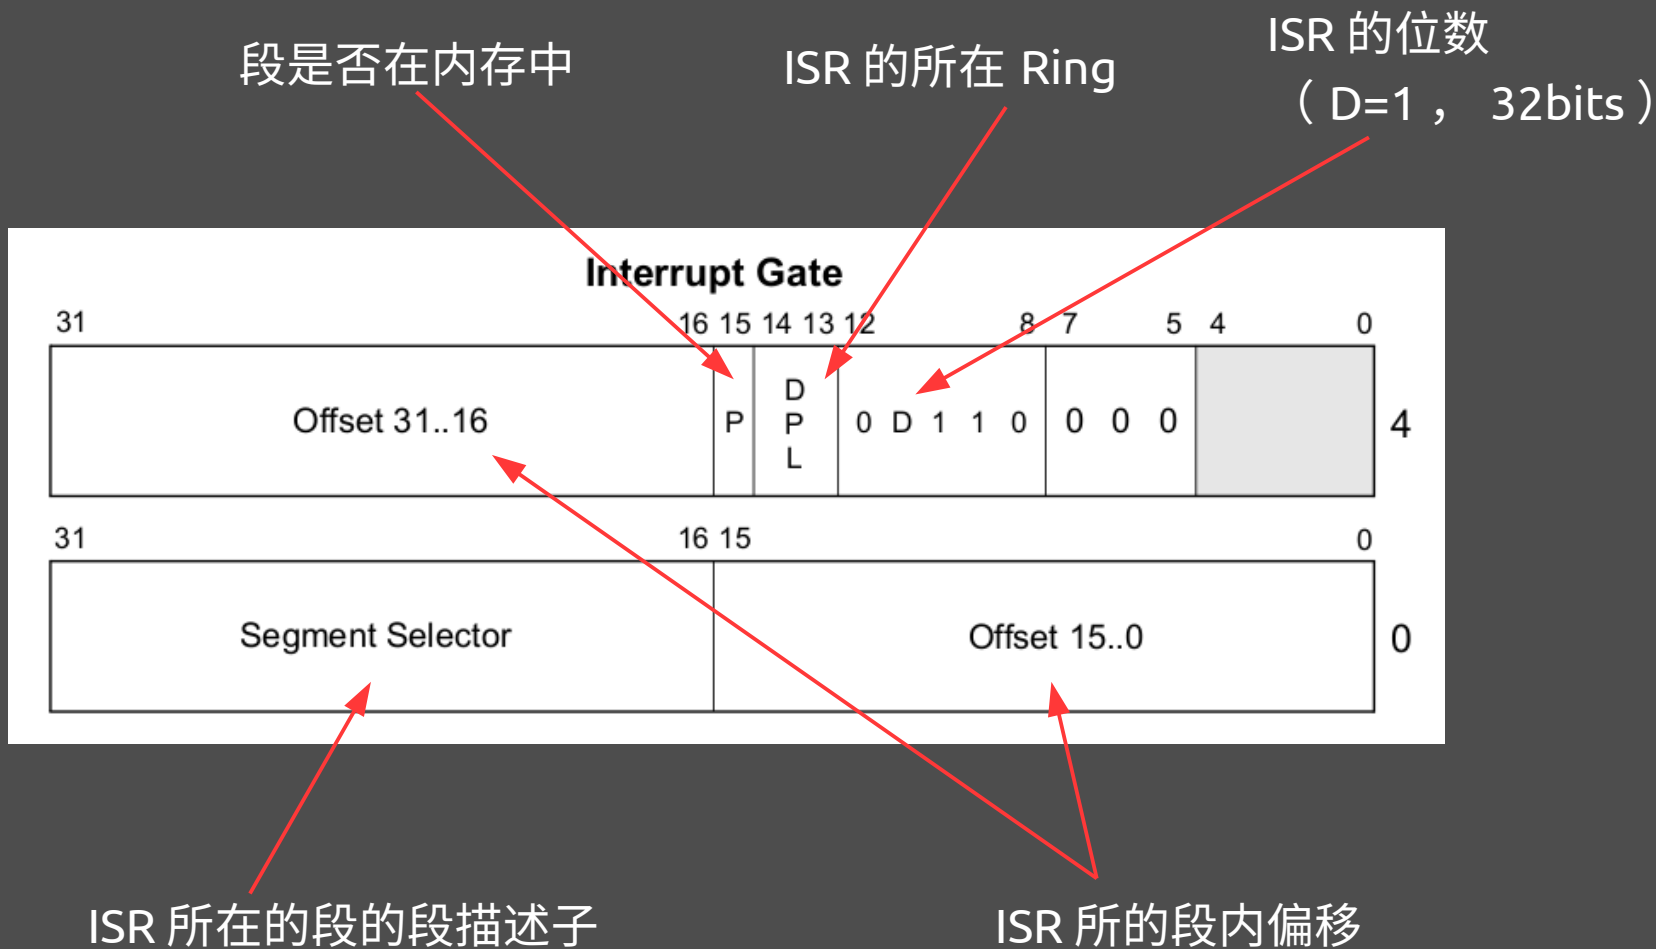 段是否在内存中
ISR 的所在 Ring
ISR 的位数
（ D=1 ， 32bits ）
Interrupt Gate
31 16 15 14 13 12 8 7 5 4 0
Offset 31..16 P DPL 0 D 1 1 0 0 0 0 4
31 16 15 0
Segment Selector Offset 15..0 0
ISR 所在的段的段描述子
ISR 所的段内偏移